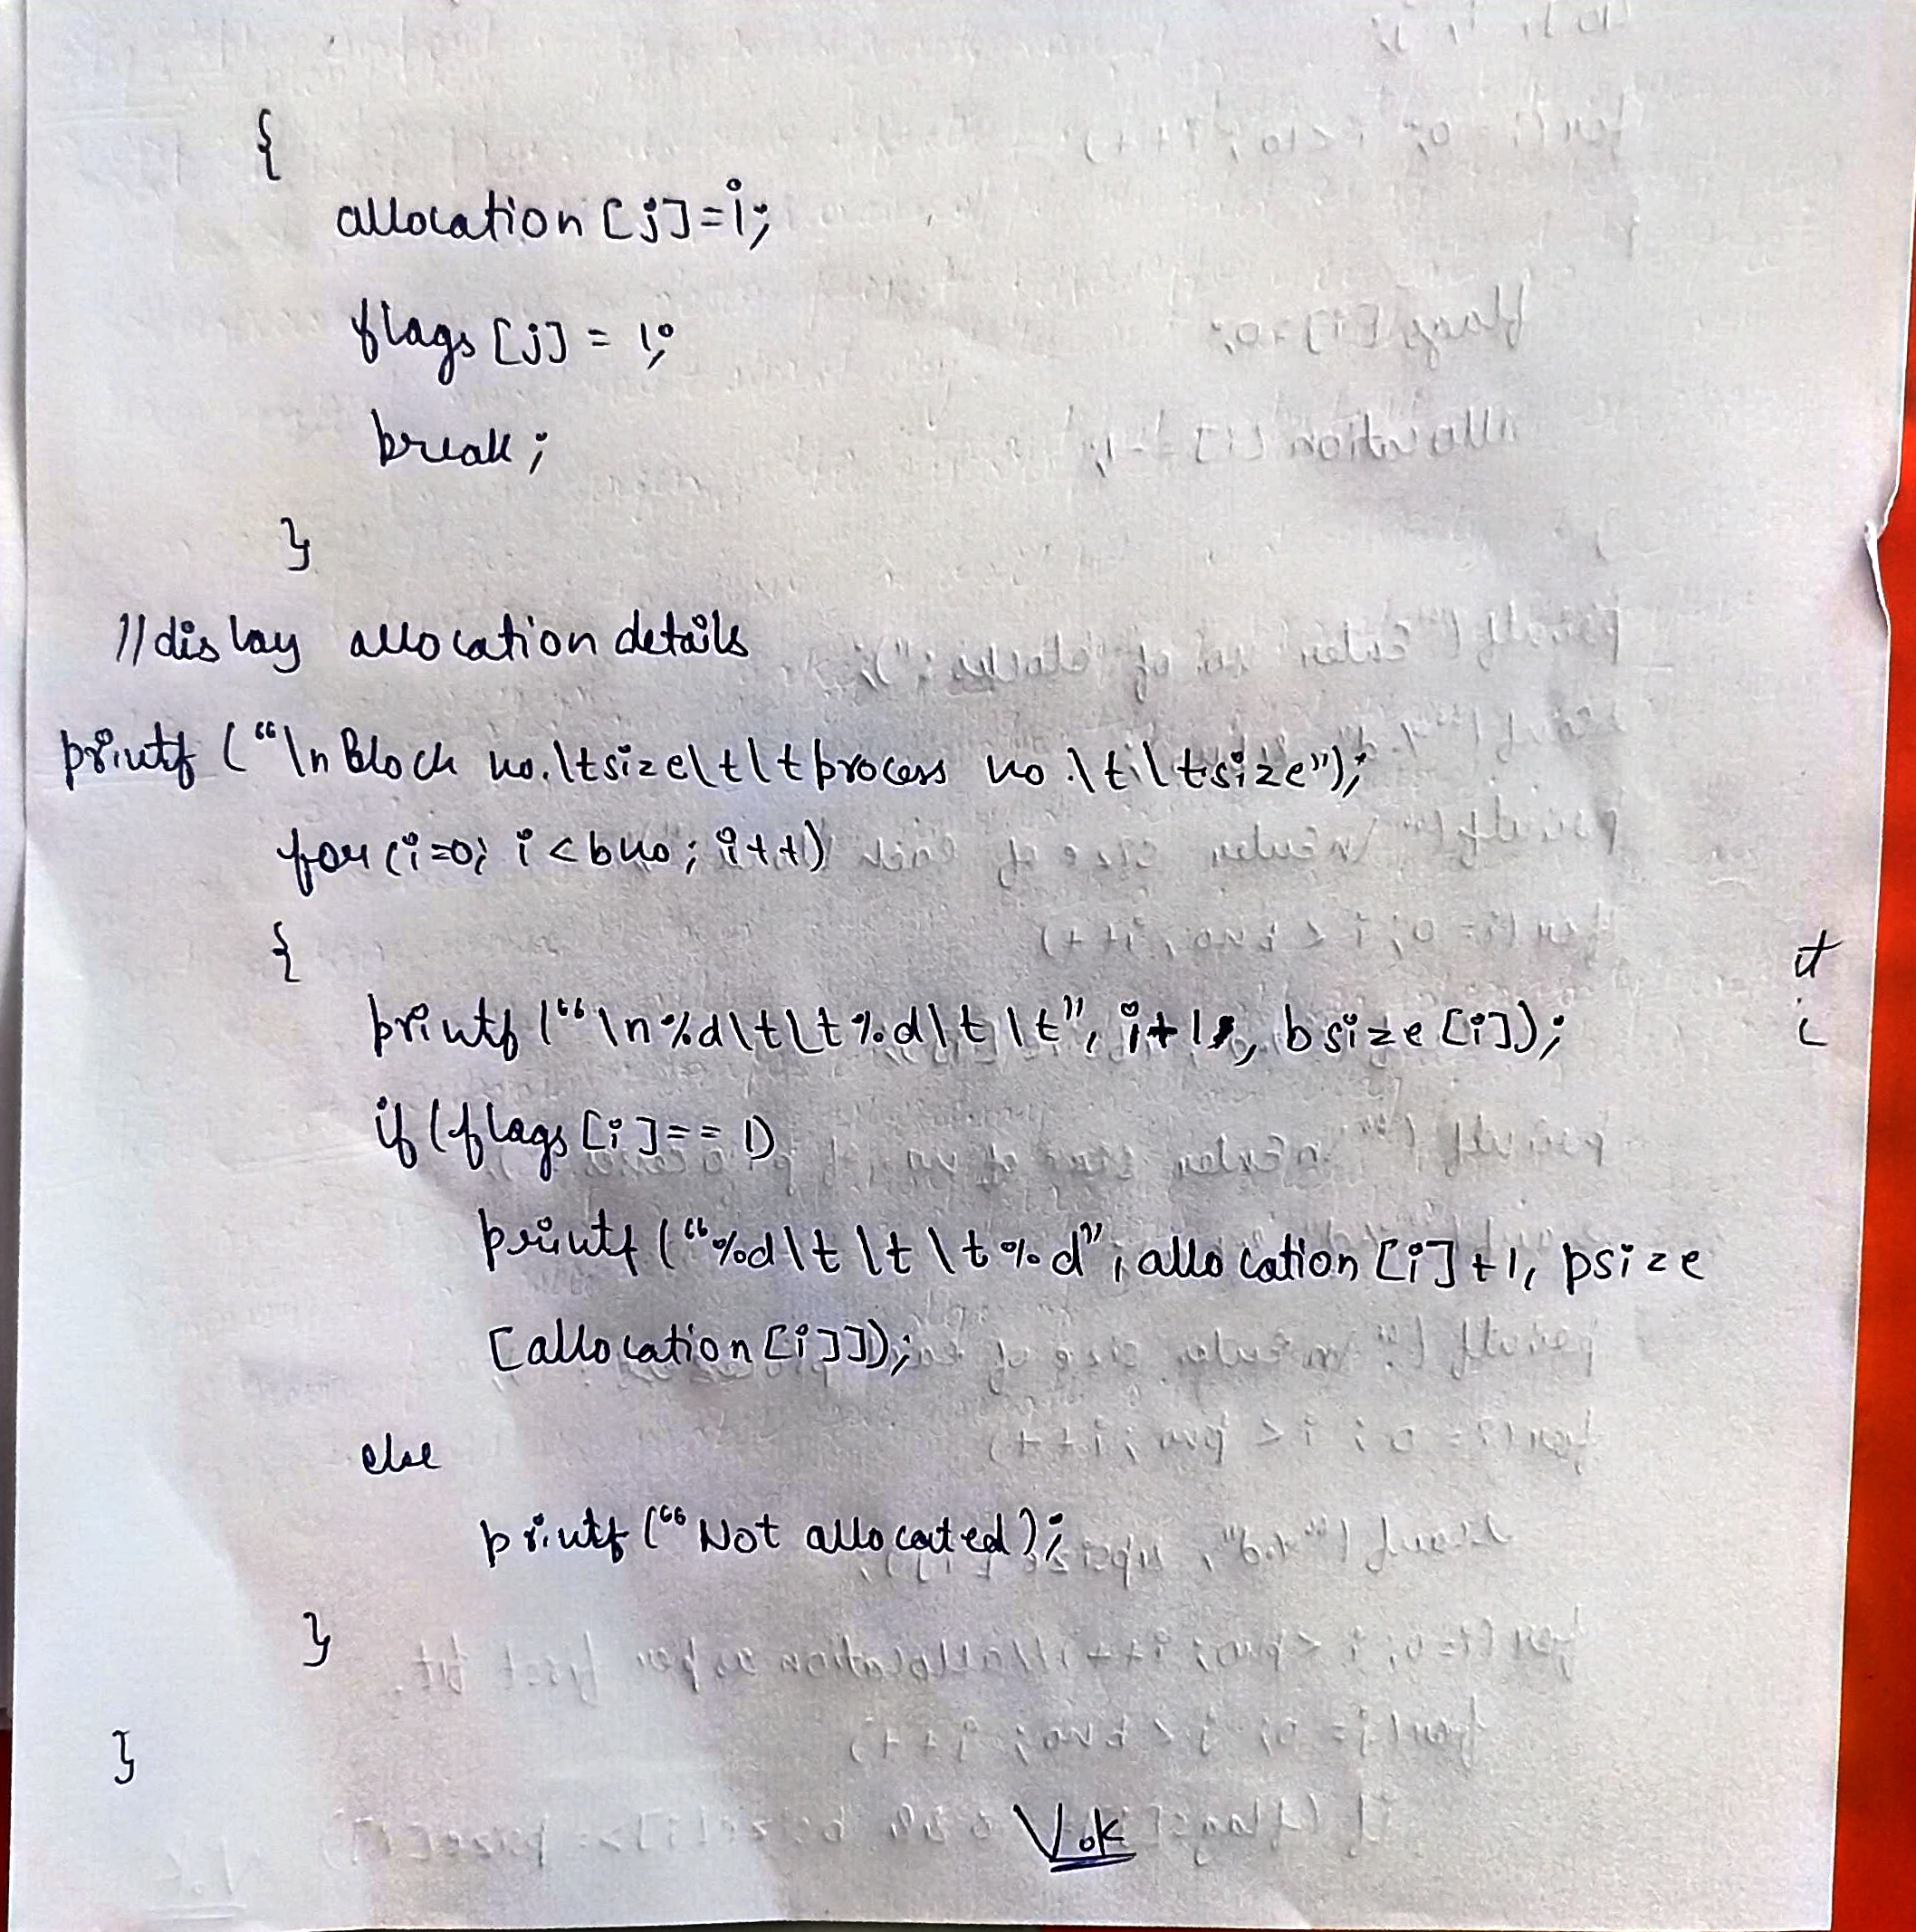 {
allocation [j]=i;
flags [j] = 1;
break;
}
//dislay allocation details
printf ("\n Block no.\tsize\t\tprocess no.\t\tsize");
for(i=0; i<bno; i++)
{
printf ("\n%d\t\t%d\t\t", i+1, bsize [i]);
if (flags [i]== 1)
printf ("%d\t\t\t%d", allocation [i]+1, psize
[allocation [i]]);
else
printf ("Not allocated);
}
}
Vok